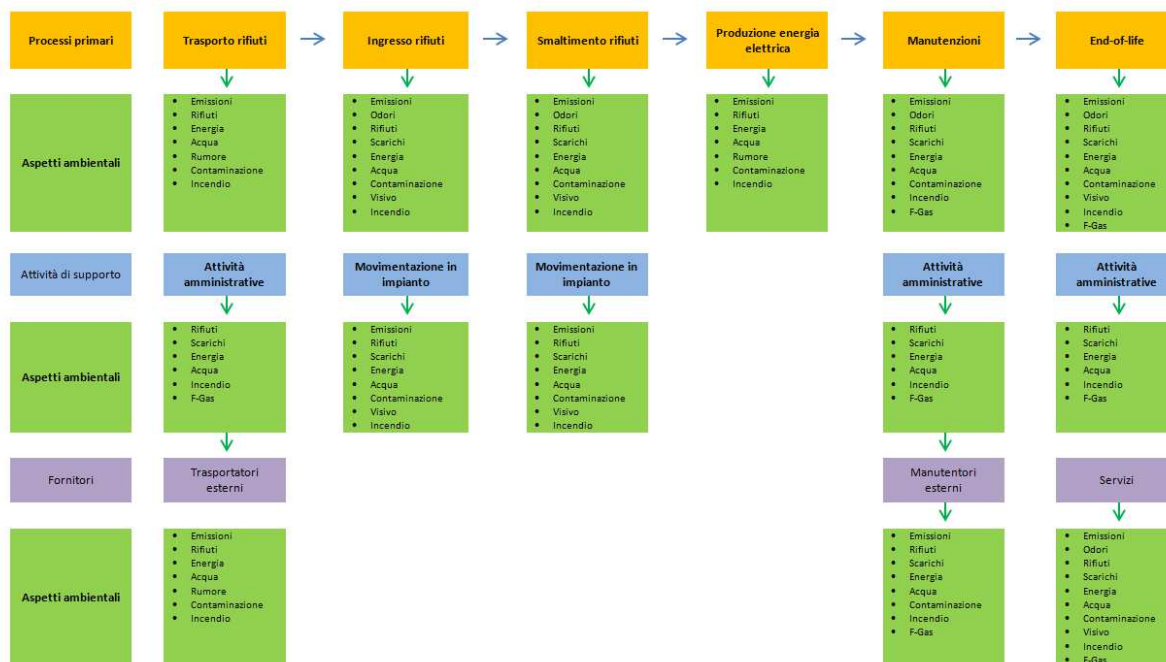 Processi primari
Trasporto rifiuti
Ingresso rifiuti
Smaltimento rifiuti
Produzione energia
elettrica
Manutenzioni
End-of-life
Aspetti ambientali
• Emissioni
• Rifiuti
• Energia
• Acqua
• Rumore
• Contaminazione
• Incendio
• Emissioni
• Odori
• Rifiuti
• Scarichi
• Energia
• Acqua
• Contaminazione
• Visivo
• Incendio
• Emissioni
• Odori
• Rifiuti
• Scarichi
• Energia
• Acqua
• Contaminazione
• Visivo
• Incendio
• Emissioni
• Rifiuti
• Energia
• Acqua
• Rumore
• Contaminazione
• Incendio
• Emissioni
• Odori
• Rifiuti
• Scarichi
• Energia
• Acqua
• Contaminazione
• Incendio
• F-Gas
• Emissioni
• Odori
• Rifiuti
• Scarichi
• Energia
• Acqua
• Contaminazione
• Visivo
• Incendio
• F-Gas
Attività di supporto
Attività
amministrative
Movimentazione in
impianto
Movimentazione in
impianto
Attività
amministrative
Attività
amministrative
Aspetti ambientali
• Rifiuti
• Scarichi
• Energia
• Acqua
• Incendio
• F-Gas
• Emissioni
• Rifiuti
• Scarichi
• Energia
• Acqua
• Contaminazione
• Visivo
• Incendio
• Emissioni
• Rifiuti
• Scarichi
• Energia
• Acqua
• Contaminazione
• Visivo
• Incendio
• Rifiuti
• Scarichi
• Energia
• Acqua
• Incendio
• F-Gas
• Rifiuti
• Scarichi
• Energia
• Acqua
• Incendio
• F-Gas
Fornitori
Trasportatori
esterni
Manutentori
esterni
Servizi
Aspetti ambientali
• Emissioni
• Rifiuti
• Energia
• Acqua
• Rumore
• Contaminazione
• Incendio
• Emissioni
• Rifiuti
• Scarichi
• Energia
• Acqua
• Contaminazione
• Incendio
• F-Gas
• Emissioni
• Odori
• Rifiuti
• Scarichi
• Energia
• Acqua
• Contaminazione
• Visivo
• Incendio
• F-Gas